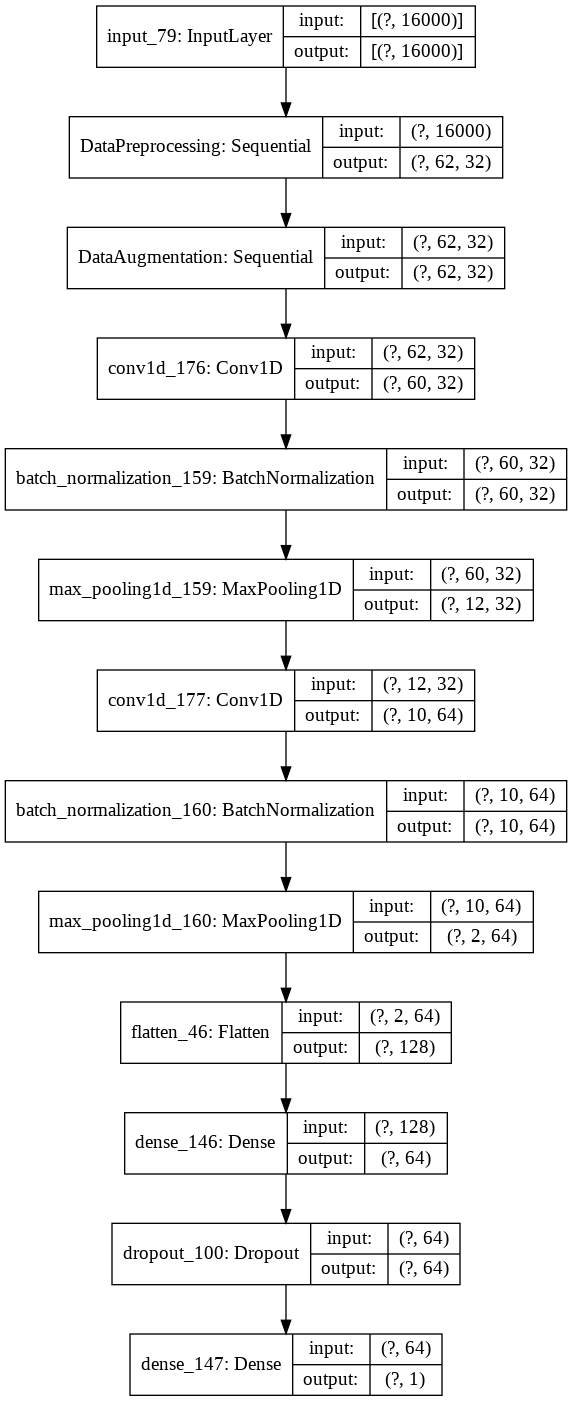 input_79: InputLayer
input: [(?, 16000)]
output: [(?, 16000)]
DataPreprocessing: Sequential
input: (?, 16000)
output: (?, 62, 32)
DataAugmentation: Sequential
input: (?, 62, 32)
output: (?, 62, 32)
conv1d_176: Conv1D
input: (?, 62, 32)
output: (?, 60, 32)
batch_normalization_159: BatchNormalization
input: (?, 60, 32)
output: (?, 60, 32)
max_pooling1d_159: MaxPooling1D
input: (?, 60, 32)
output: (?, 12, 32)
conv1d_177: Conv1D
input: (?, 12, 32)
output: (?, 10, 64)
batch_normalization_160: BatchNormalization
input: (?, 10, 64)
output: (?, 10, 64)
max_pooling1d_160: MaxPooling1D
input: (?, 10, 64)
output: (?, 2, 64)
flatten_46: Flatten
input: (?, 2, 64)
output: (?, 128)
dense_146: Dense
input: (?, 128)
output: (?, 64)
dropout_100: Dropout
input: (?, 64)
output: (?, 64)
dense_147: Dense
input: (?, 64)
output: (?, 1)